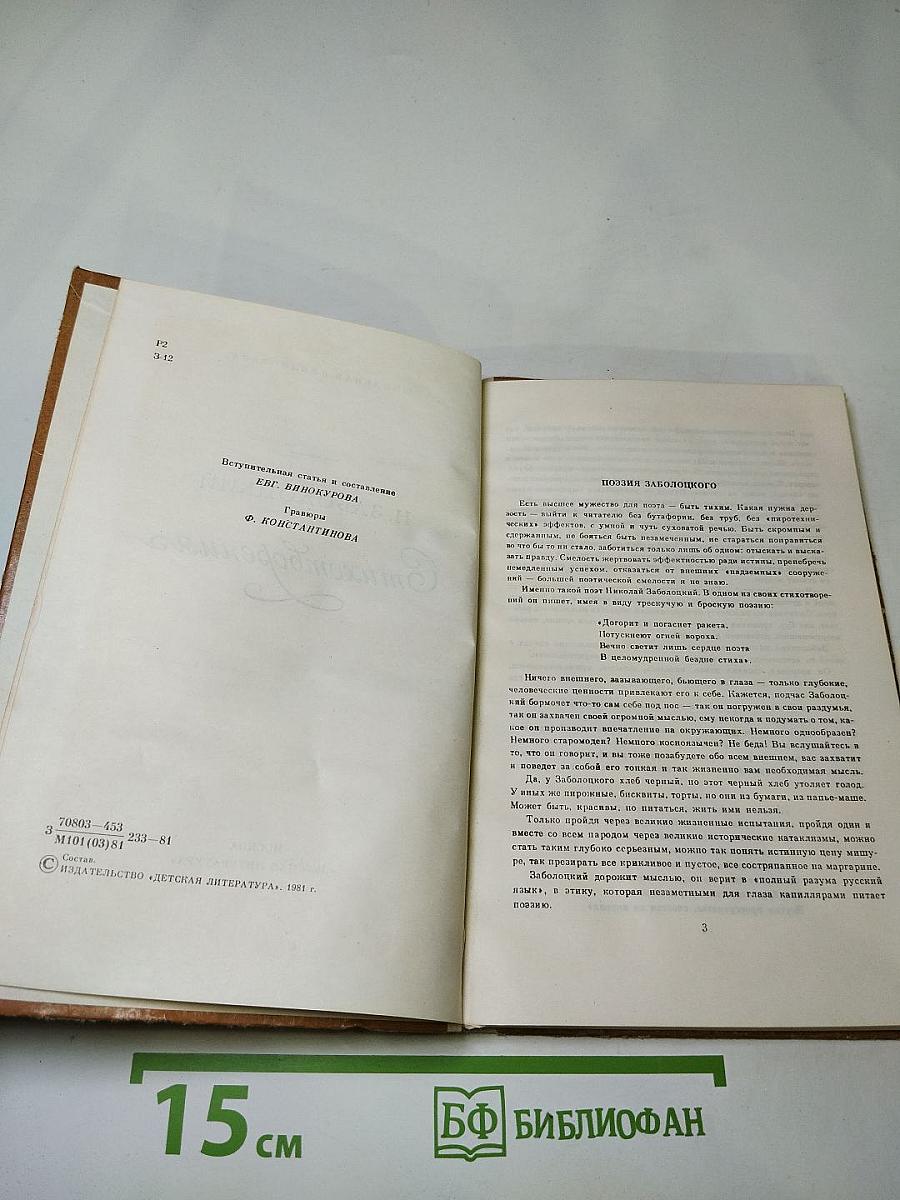 Р2
З-12
Вступительная статья и составление
ЕВГ. ВИНОКУРОВА
Гравюры
Ф. КОНСТАНТИНОВА
З 70803—453
М101(03)81 233—81
© Состав.
ИЗДАТЕЛЬСТВО «ДЕТСКАЯ ЛИТЕРАТУРА». 1981 г.
ПОЭЗИЯ ЗАБОЛОЦКОГО
Есть высшее мужество для поэта — быть тихим. Какая нужна дер-
зость — выйти к читателю без бутафории, без труб, без «пиротехни-
ческих» эффектов, с умной и чуть суховатой речью. Быть скромным и
сдержанным, не бояться быть незамеченным, не стараться понравиться
во что бы то ни стало, заботиться только лишь об одном: отыскать и выска-
зать правду. Смелость жертвовать эффектностью ради истины, пренебречь
немедленным успехом, отказаться от внешних «надземных» сооруже-
ний — большей поэтической смелости я не знаю.
Именно такой поэт Николай Заболоцкий. В одном из своих стихотворе-
ний он пишет, имея в виду трескучую и броскую поэзию:
«Догорит и погаснет ракета,
Потускнеют огней вороха.
Вечно светит лишь сердце поэта
В целомудренной бездне стиха».
Ничего внешнего, зазывающего, бьющего в глаза — только глубокие,
человеческие ценности привлекают его к себе. Кажется, подчас Заболоц-
кий бормочет что-то сам себе под нос — так он погружен в свои раздумья,
так он захвачен своей огромной мыслью, ему некогда и подумать о том, ка-
кое он производит впечатление на окружающих. Немного однообразен?
Немного старомоден? Немного косноязычен? Не беда! Вы вслушайтесь в
то, что он говорит, и вы тоже позабудете обо всем внешнем, вас захватит
и поведет за собой его тонкая и так жизненно вам необходимая мысль.
Да, у Заболоцкого хлеб черный, но этот черный хлеб утоляет голод.
У иных же пирожные, бисквиты, торты, но они из бумаги, из папье-маше.
Может быть, красивы, но питаться, жить ими нельзя.
Только пройдя через великие жизненные испытания, пройдя один и
вместе со всем народом через великие исторические катаклизмы, можно
стать таким глубоко серьезным, можно так понять истинную цену мишу-
ре, так презирать все крикливое и пустое, все состряпанное на маргарине.
Заболоцкий дорожит мыслью, он верит в «полный разума русский
язык», в этику, которая незаметными для глаза капиллярами питает
поэзию.
3
15 см
БФ БИБЛИОФАН